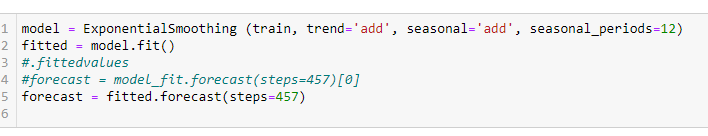 1 model = ExponentialSmoothing (train, trend='add', seasonal='add', seasonal_periods=12)
2 fitted = model.fit()
3 #.fittedvalues
4 #forecast = model_fit.forecast(steps=457)[0]
5 forecast = fitted.forecast(steps=457)
6